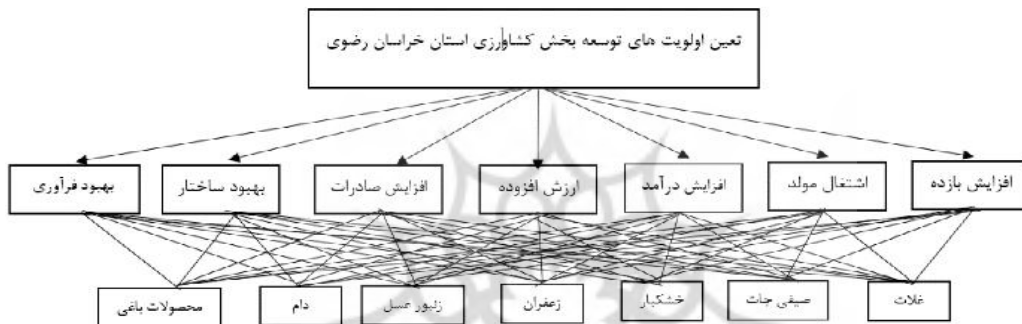 تعین اولویت های توسعه بخش کشاورزی استان خراسان رضوی
افزایش بازده
اشتغال مولد
افزایش درآمد
ارزش افزوده
افزایش صادرات
بهبود ساختار
بهبود فرآوری
غلات
صیفی جات
خشکبار
زعفران
زنبور عسل
دام
محصولات باغی